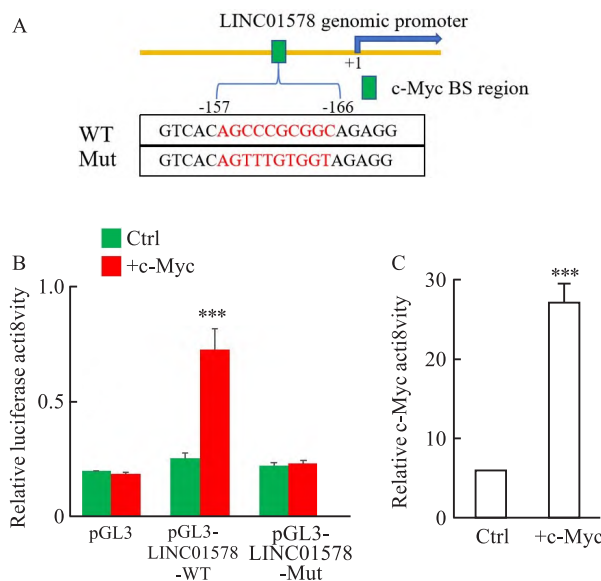 A
LINC01578 genomic promoter
+1
c-Myc BS region
-157 -166
WT GTCACAGCCCGCGGCAGAGG
Mut GTCACAGTTTGTGGTAGAGG
B
Ctrl
+c-Myc
Relative luciferase acti8vity
1.0
0.5
0
***
pGL3
pGL3-
LINC01578
-WT
pGL3-
LINC01578
-Mut
C
Relative c-Myc acti8vity
30
20
6
0
***
Ctrl +c-Myc